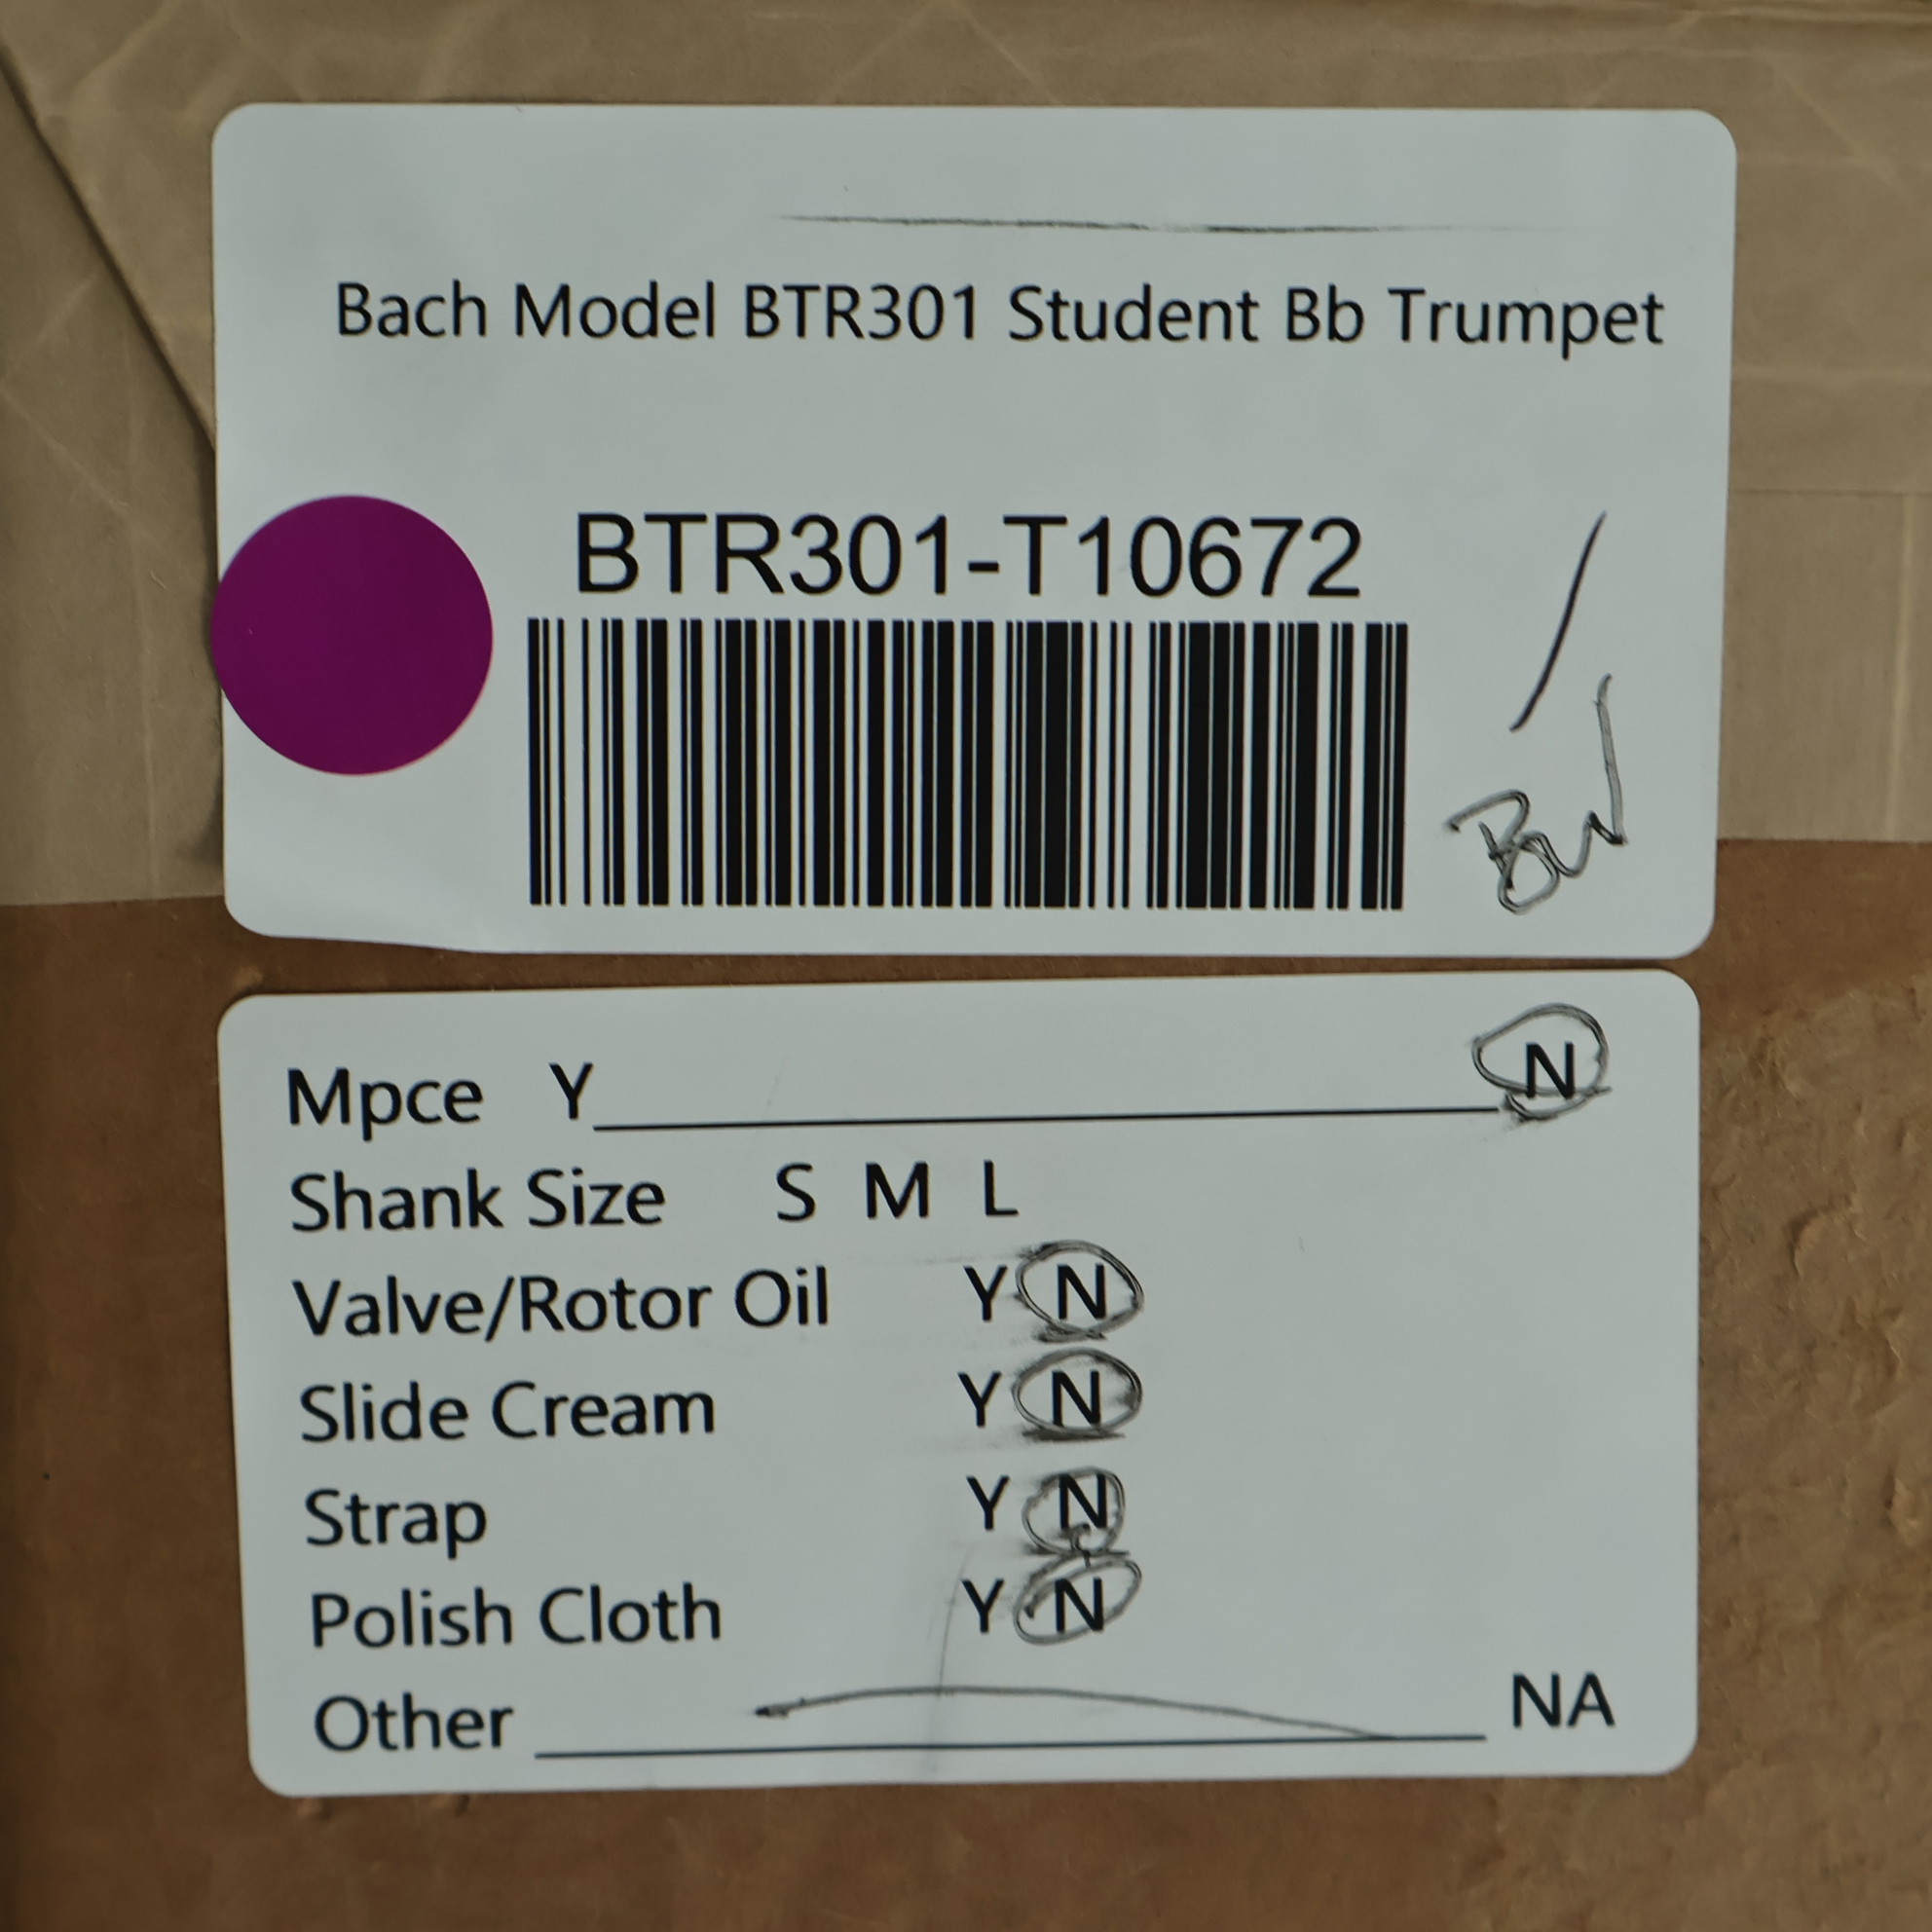 Bach Model BTR301 Student Bb Trumpet
BTR301-T10672
BW
Mpce Y N
Shank Size S M L
Valve/Rotor Oil Y N
Slide Cream Y N
Strap Y N
Polish Cloth Y N
Other NA